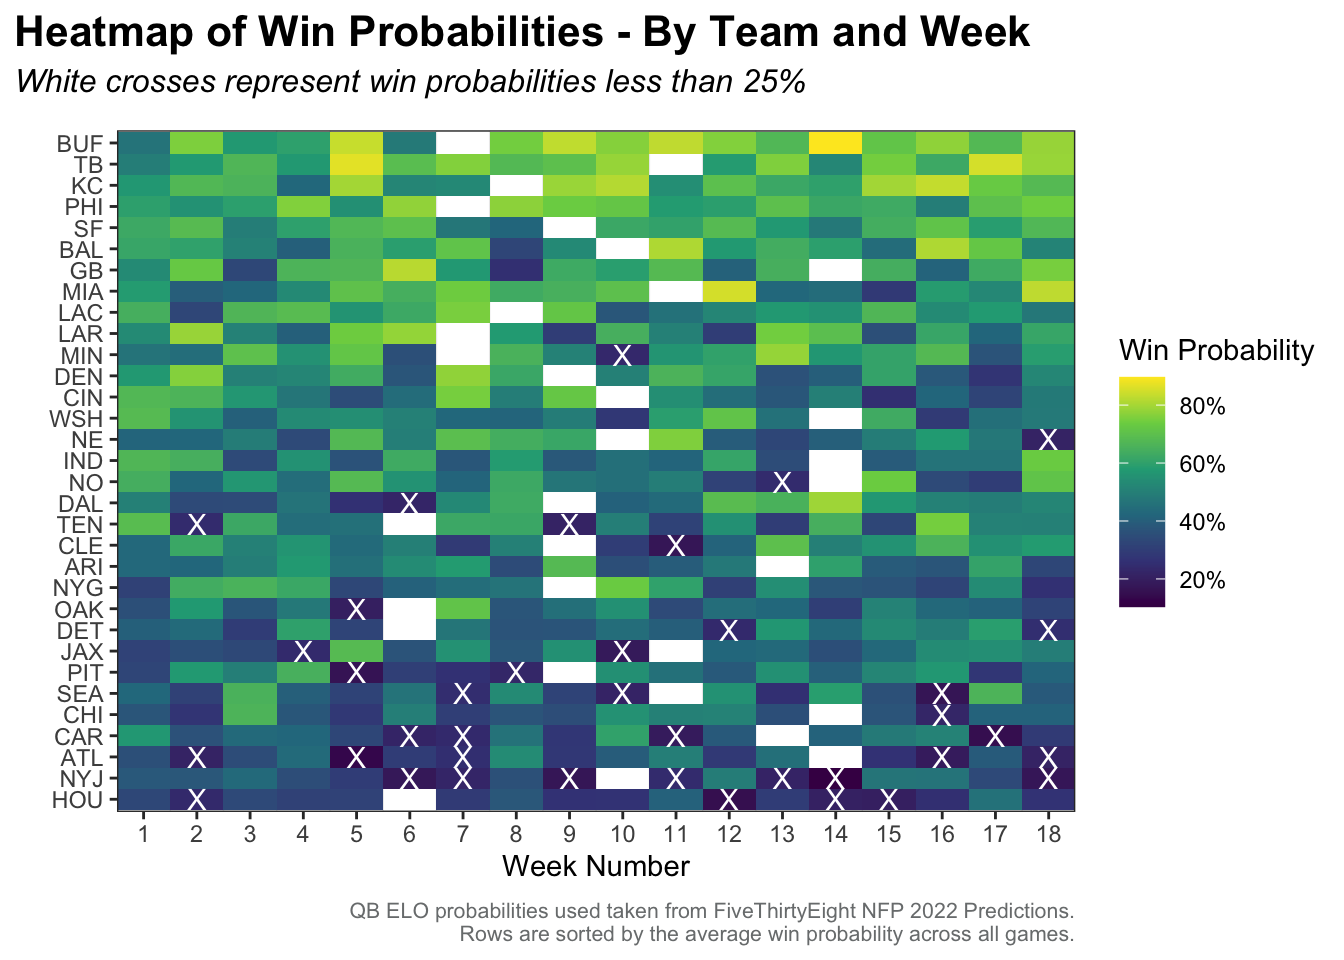 Heatmap of Win Probabilities - By Team and Week
White crosses represent win probabilities less than 25%
BUF
TB
KC
PHI
SF
BAL
GB
MIA
LAC
LAR
MIN
X
DEN
CIN
WSH
NE
X
IND
NO
X
DAL
X
TEN
X X
CLE
X
ARI
NYG
OAK
X
DET
X X
JAX
X X
PIT
X X
SEA
X X X
CHI
X
CAR
X X X X
ATL
X X X X X
NYJ
X X X X X X X
HOU
X X X X
1 2 3 4 5 6 7 8 9 10 11 12 13 14 15 16 17 18
Week Number
Win Probability
80%
60%
40%
20%
QB ELO probabilities used taken from FiveThirtyEight NFP 2022 Predictions.
Rows are sorted by the average win probability across all games.